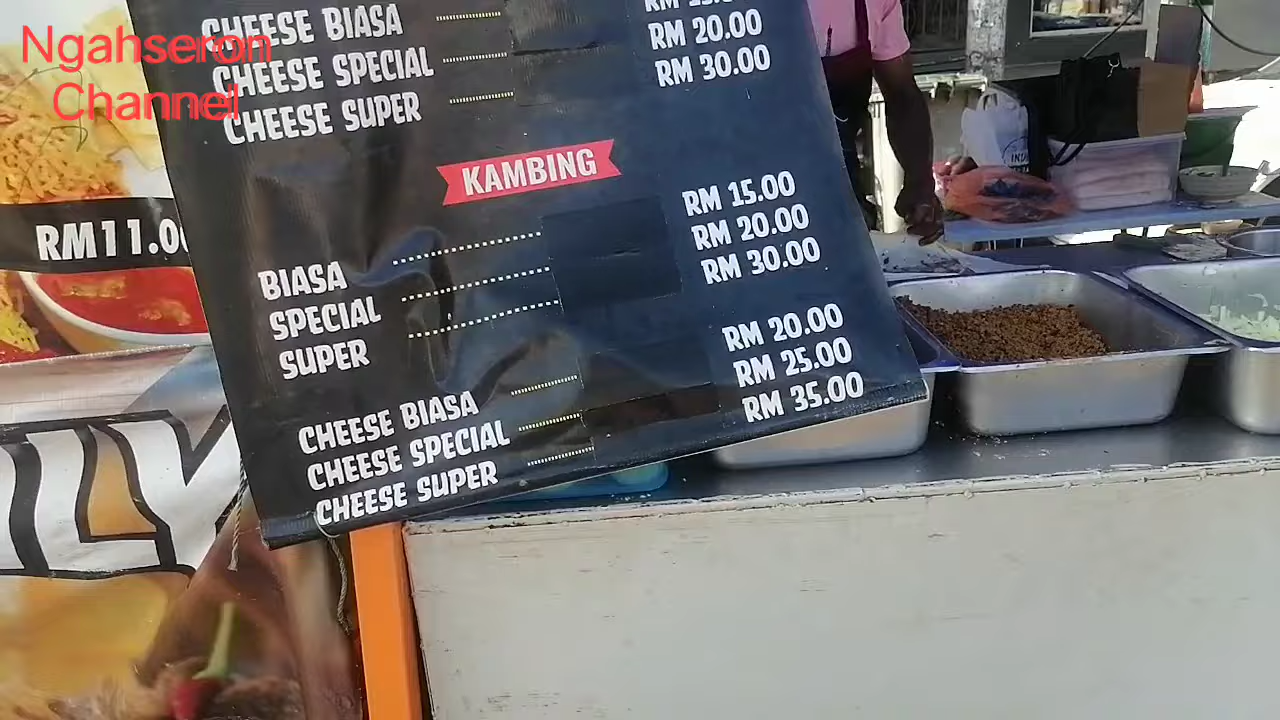 Ngahseron
Channel
CHEESE BIASA RM 20.00
CHEESE SPECIAL RM 30.00
CHEESE SUPER
KAMBING
BIASA RM 15.00
SPECIAL RM 20.00
SUPER RM 30.00
CHEESE BIASA RM 20.00
CHEESE SPECIAL RM 25.00
CHEESE SUPER RM 35.00